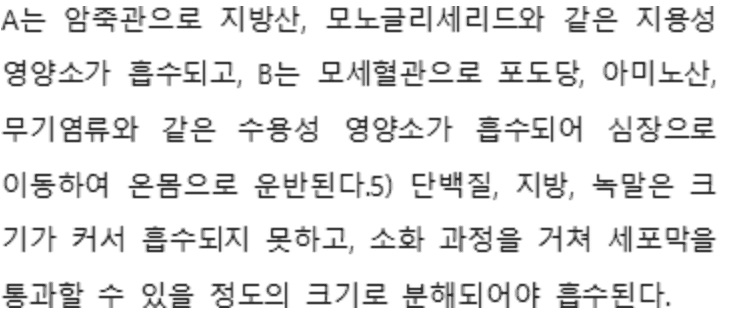 A는 암죽관으로 지방산, 모노글리세리드와 같은 지용성
영양소가 흡수되고, B는 모세혈관으로 포도당, 아미노산,
무기염류와 같은 수용성 영양소가 흡수되어 심장으로
이동하여 온몸으로 운반된다.5) 단백질, 지방, 녹말은 크
기가 커서 흡수되지 못하고, 소화 과정을 거쳐 세포막을
통과할 수 있을 정도의 크기로 분해되어야 흡수된다.